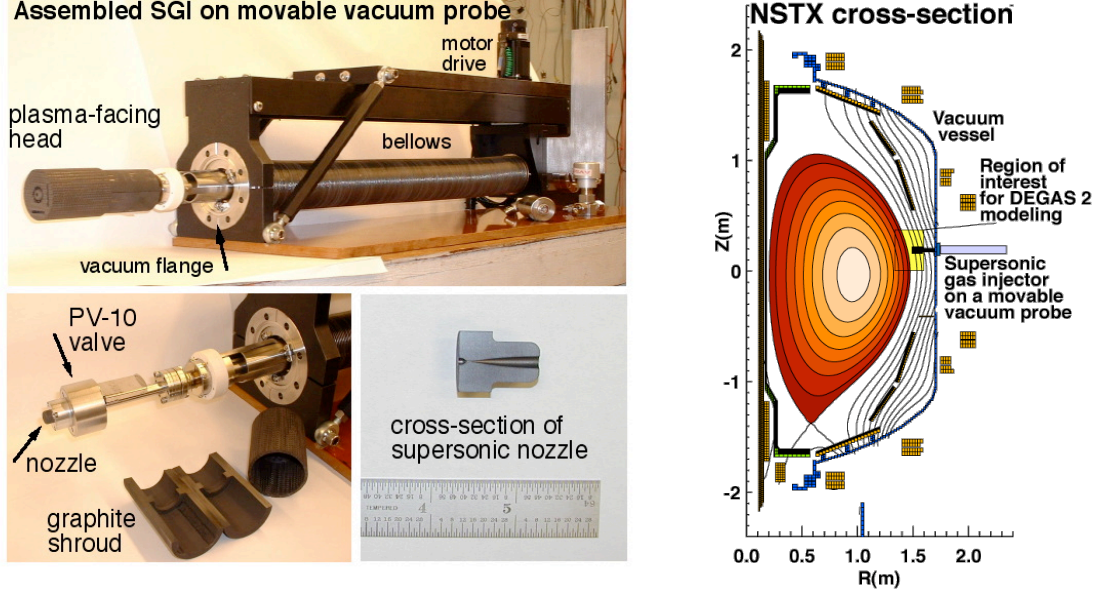 Assembled SGI on movable vacuum probe
motor
drive
plasma-facing
head
bellows
vacuum flange
PV-10
valve
nozzle
graphite
shroud
cross-section of
supersonic nozzle
TEMPERED
4
5
NSTX cross-section
Vacuum
vessel
Region of
interest
for DEGAS 2
modeling
Supersonic
gas injector
on a movable
vacuum probe
Z(m)
2
1
0
-1
-2
0.0 0.5 1.0 1.5 2.0
R(m)